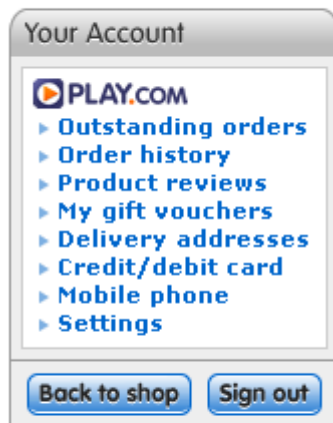 Your Account
PLAY.COM
Outstanding orders
Order history
Product reviews
My gift vouchers
Delivery addresses
Credit/debit card
Mobile phone
Settings
Back to shop Sign out